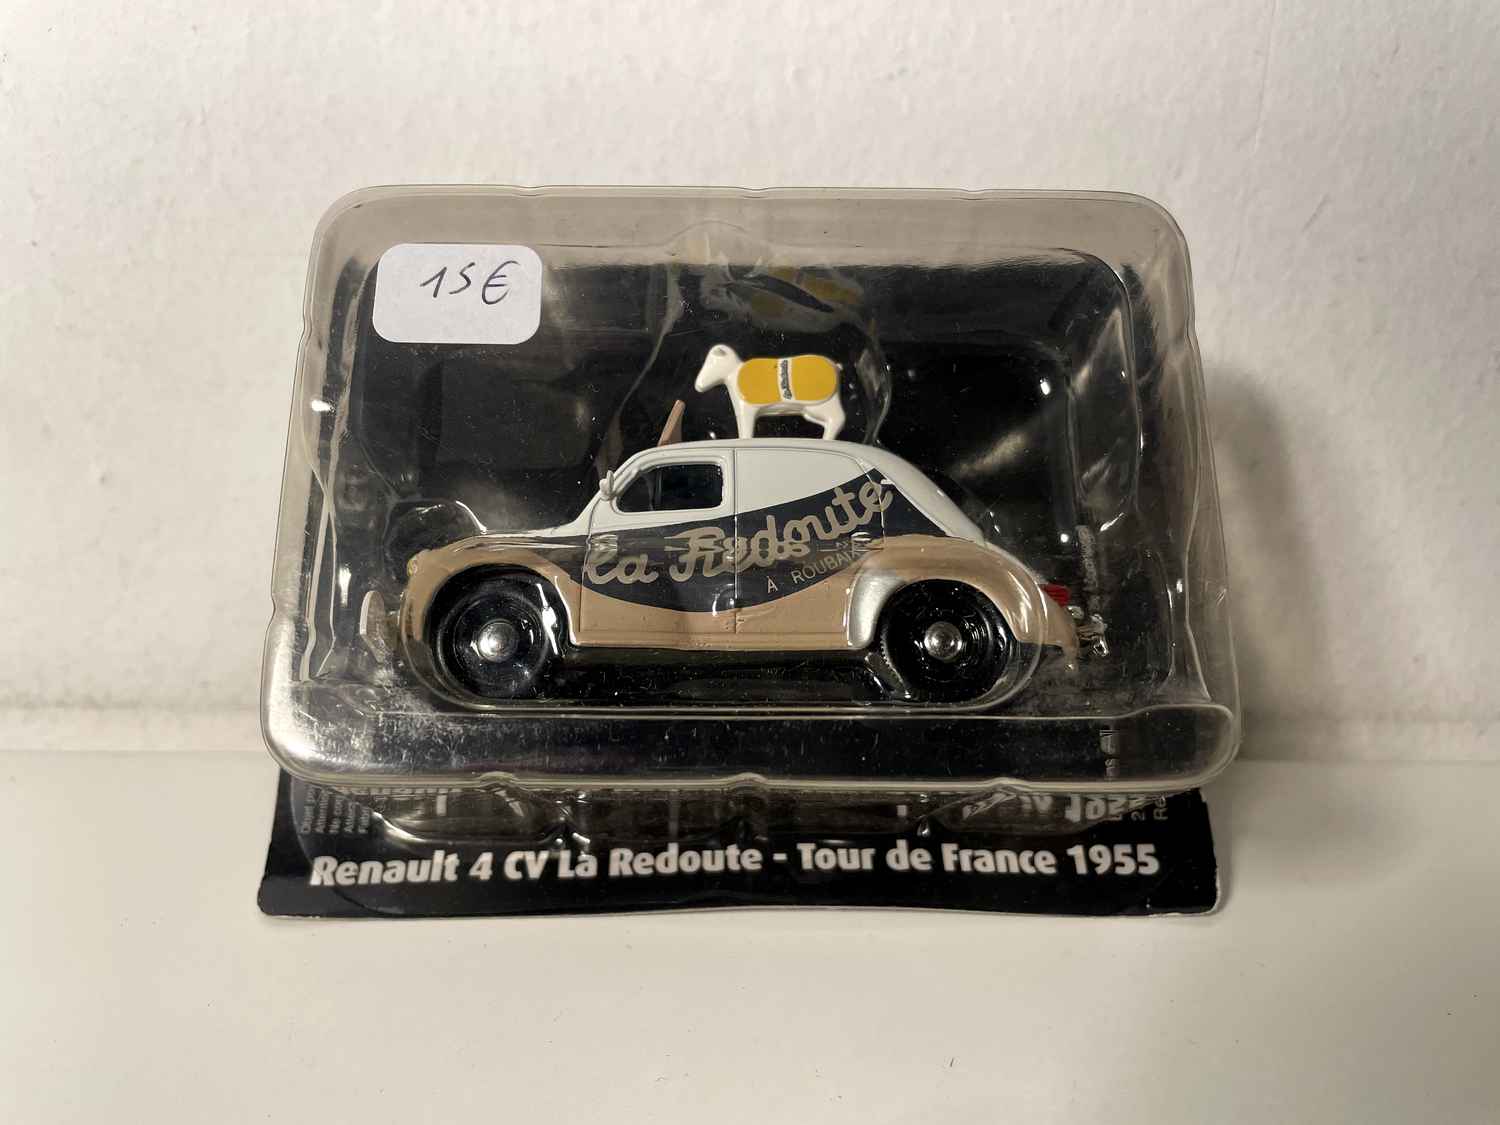 15€
La Redoute
À ROUBAIX
Renault 4 CV La Redoute - Tour de France 1955